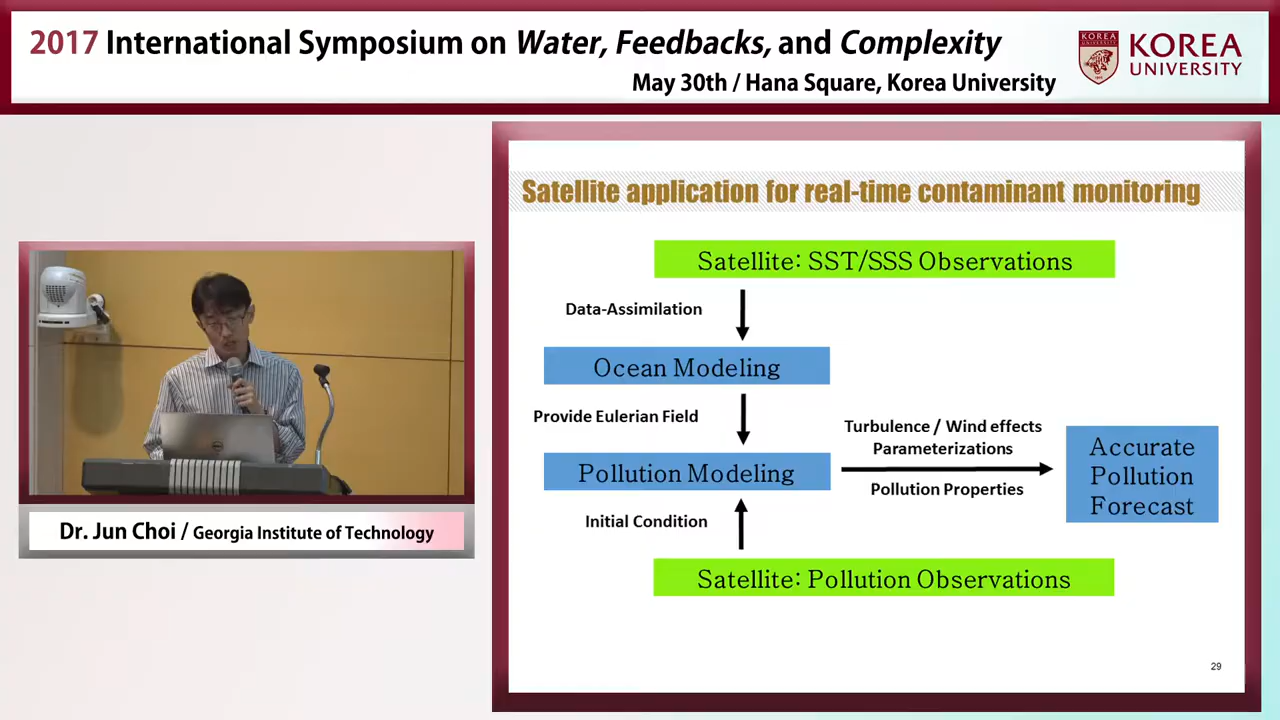 2017 International Symposium on Water, Feedbacks, and Complexity
May 30th / Hana Square, Korea University
KOREA
UNIVERSITY
Satellite application for real-time contaminant monitoring
Satellite: SST/SSS Observations
Data-Assimilation
Ocean Modeling
Provide Eulerian Field
Pollution Modeling
Turbulence / Wind effects
Parameterizations
Pollution Properties
Accurate
Pollution
Forecast
Initial Condition
Satellite: Pollution Observations
29
Dr. Jun Choi / Georgia Institute of Technology